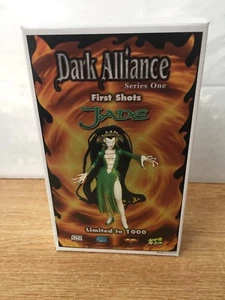 Dark Alliance
Series One
First Shots
JADE
Limited to 1000